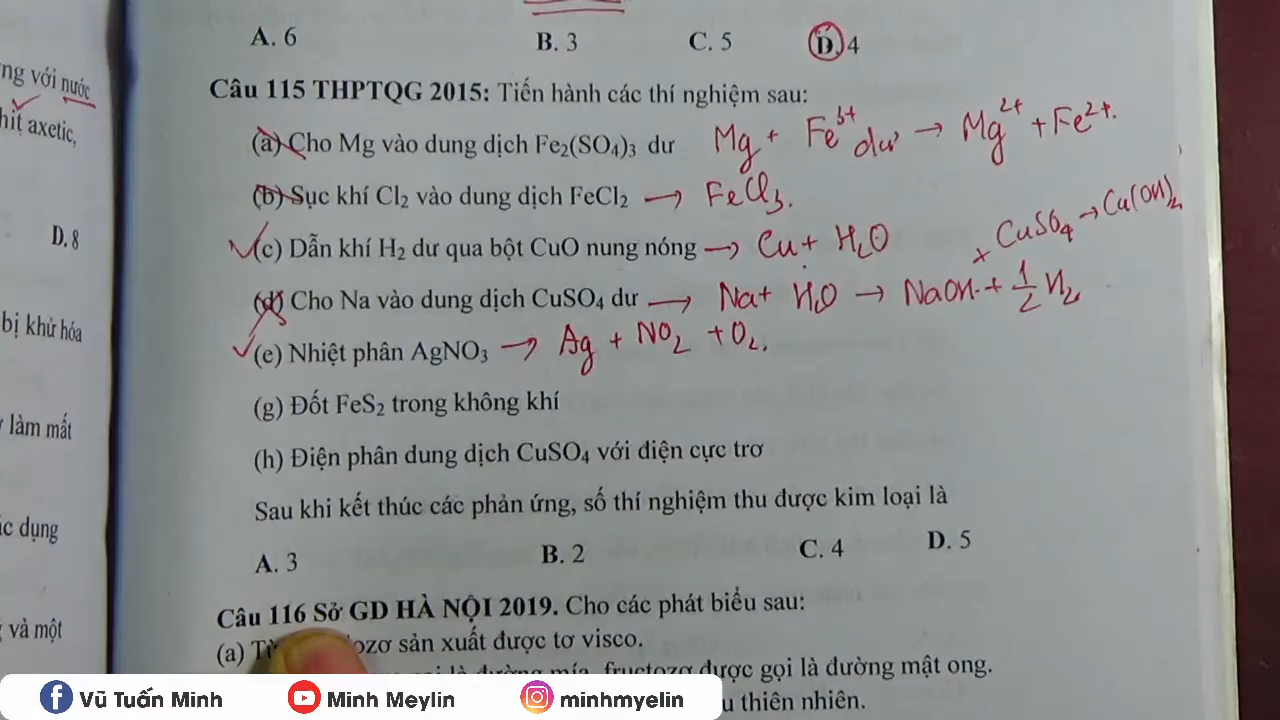 A. 6 B. 3 C. 5 D. 4
Câu 115 THPTQG 2015: Tiến hành các thí nghiệm sau:
(a) Cho Mg vào dung dịch Fe₂(SO₄)₃ dư Mg + Fe³⁺ dư → Mg²⁺ + Fe²⁺.
(b) Sục khí Cl₂ vào dung dịch FeCl₂ → FeCl₃.
(c) Dẫn khí H₂ dư qua bột CuO nung nóng → Cu + H₂O
+ CuSO₄ → Cu(OH)₂
(d) Cho Na vào dung dịch CuSO₄ dư → Na + H₂O → NaOH + 1/2 H₂
(e) Nhiệt phân AgNO₃ → Ag + NO₂ + O₂.
(g) Đốt FeS₂ trong không khí
(h) Điện phân dung dịch CuSO₄ với điện cực trơ
Sau khi kết thúc các phản ứng, số thí nghiệm thu được kim loại là
A. 3 B. 2 C. 4 D. 5
Câu 116 Sở GD HÀ NỘI 2019. Cho các phát biểu sau:
(a) sản xuất được tơ visco.
đường mía, fructozơ được gọi là đường mật ong.
thiên nhiên.
ng với nước
axetic,
D. 8
bị khử hóa
làm mất
dụng
và một
Vũ Tuấn Minh Minh Meylin minhmyelin